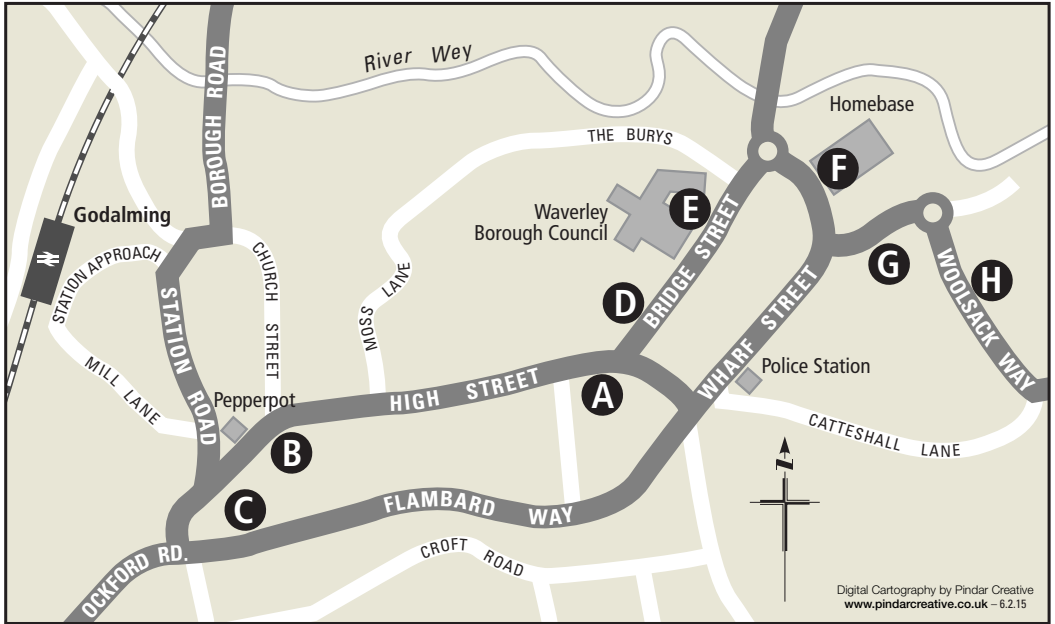 River Wey
Homebase
BOROUGH ROAD
THE BURYS
F
Godalming
Waverley
Borough Council
E
STATION APPROACH
CHURCH STREET
MOSS LANE
BRIDGE STREET
G
H
WOOLSACK WAY
D
STATION ROAD
WHARF STREET
MILL LANE
Pepperpot
HIGH STREET
A
Police Station
CATTESHALL LANE
B
N
C
FLAMBARD WAY
OCKFORD RD.
CROFT ROAD
Digital Cartography by Pindar Creative
www.pindarcreative.co.uk – 6.2.15